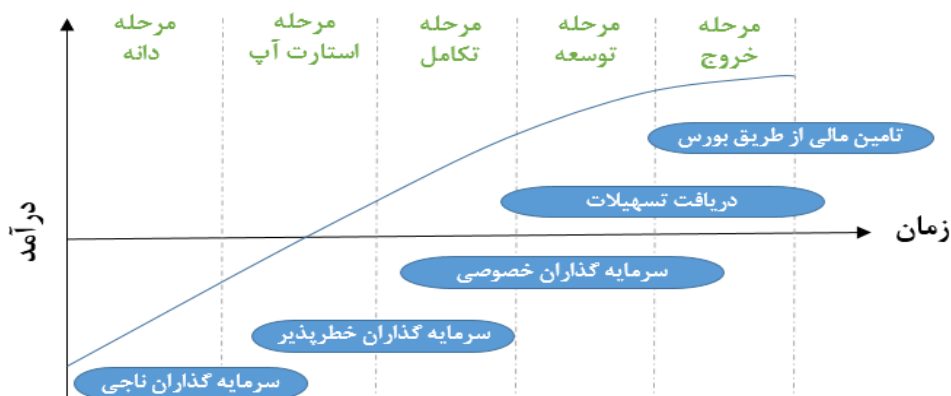 مرحله
دانه
مرحله
استارت آپ
مرحله
تکامل
مرحله
توسعه
مرحله
خروج
تامین مالی از طریق بورس
دریافت تسهیلات
زمان
درآمد
سرمایه گذاران خصوصی
سرمایه گذاران خطرپذیر
سرمایه گذاران ناجی